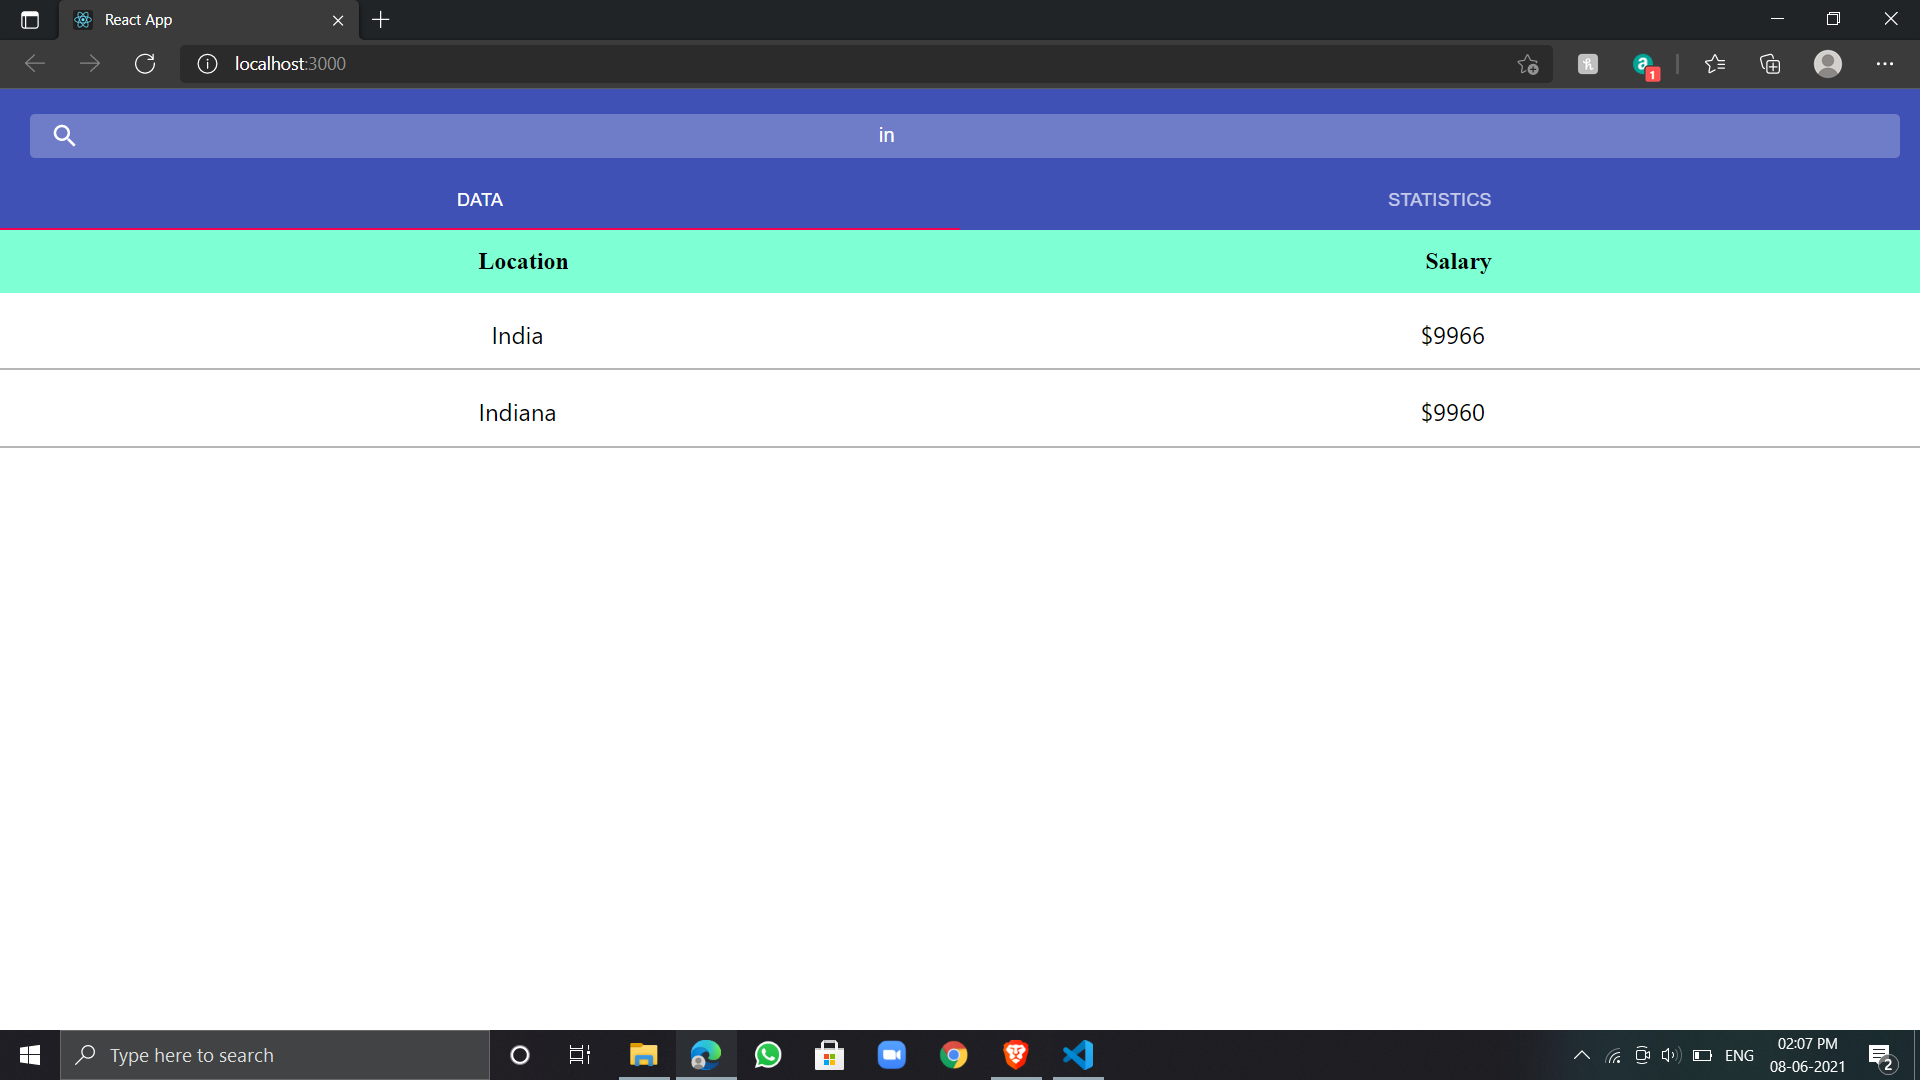 React App
localhost:3000
1
in
DATA STATISTICS
Location Salary
India $9966
Indiana $9960
Type here to search
ENG
02:07 PM
08-06-2021
2